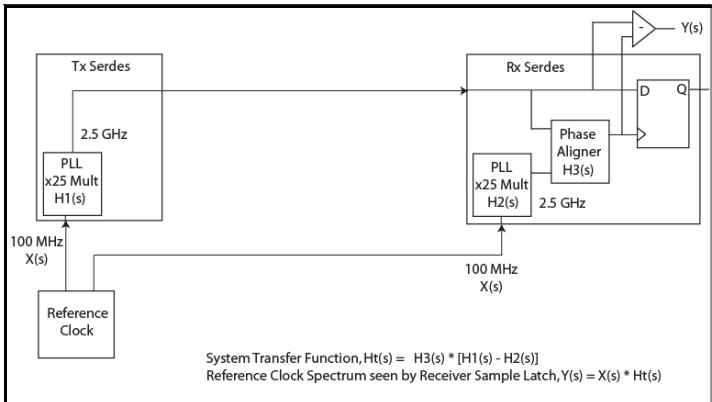 Y(s)
-
Tx Serdes
Rx Serdes
D
Q
2.5 GHz
Phase
Aligner
H3(s)
PLL
x25 Mult
H1(s)
PLL
x25 Mult
H2(s)
2.5 GHz
100 MHz
X(s)
100 MHz
X(s)
Reference
Clock
System Transfer Function, Ht(s) = H3(s) * [H1(s) - H2(s)]
Reference Clock Spectrum seen by Receiver Sample Latch, Y(s) = X(s) * Ht(s)